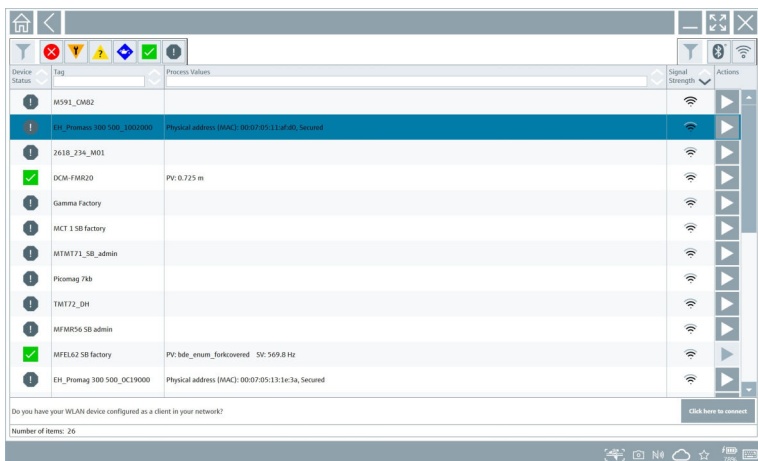 Device Status
Tag
Process Values
Signal Strength
Actions
M591_CM82
EH_Promass 300 500_1002000 Physical address (MAC): 00:07:05:11:af:d0, Secured
2618_234_M01
DCM-FMR20 PV: 0.725 m
Gamma Factory
MCT 1 SB factory
MTMT71_SB_admin
Picomag 7kb
TMT72_DH
MFMR56 SB admin
MFEL62 SB factory PV: bde_enum_forkcovered SV: 569.8 Hz
EH_Promag 300 500_0C19000 Physical address (MAC): 00:07:05:13:1e:3a, Secured
Do you have your WLAN device configured as a client in your network? Click here to connect
Number of items: 26
78%